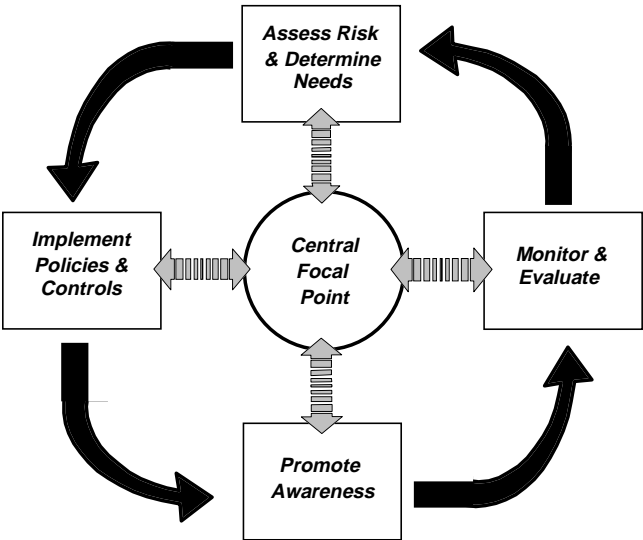 Assess Risk
& Determine
Needs
Implement
Policies &
Controls
Central
Focal
Point
Monitor &
Evaluate
Promote
Awareness